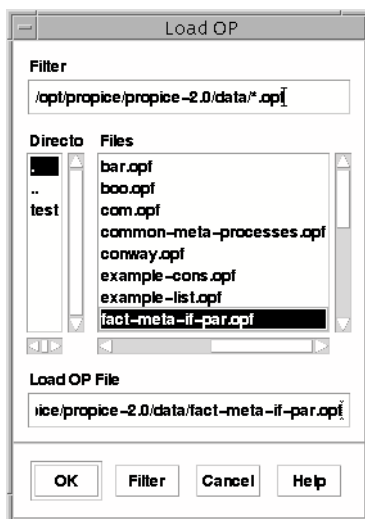 Load OP
Filter
/opt/propice/propice-2.0/data/*.opf
Directo Files
. bar.opf
.. boo.opf
test com.opf
common-meta-processes.opf
conway.opf
example-cons.opf
example-list.opf
fact-meta-if-par.opf
Load OP File
ice/propice-2.0/data/fact-meta-if-par.opf
OK Filter Cancel Help